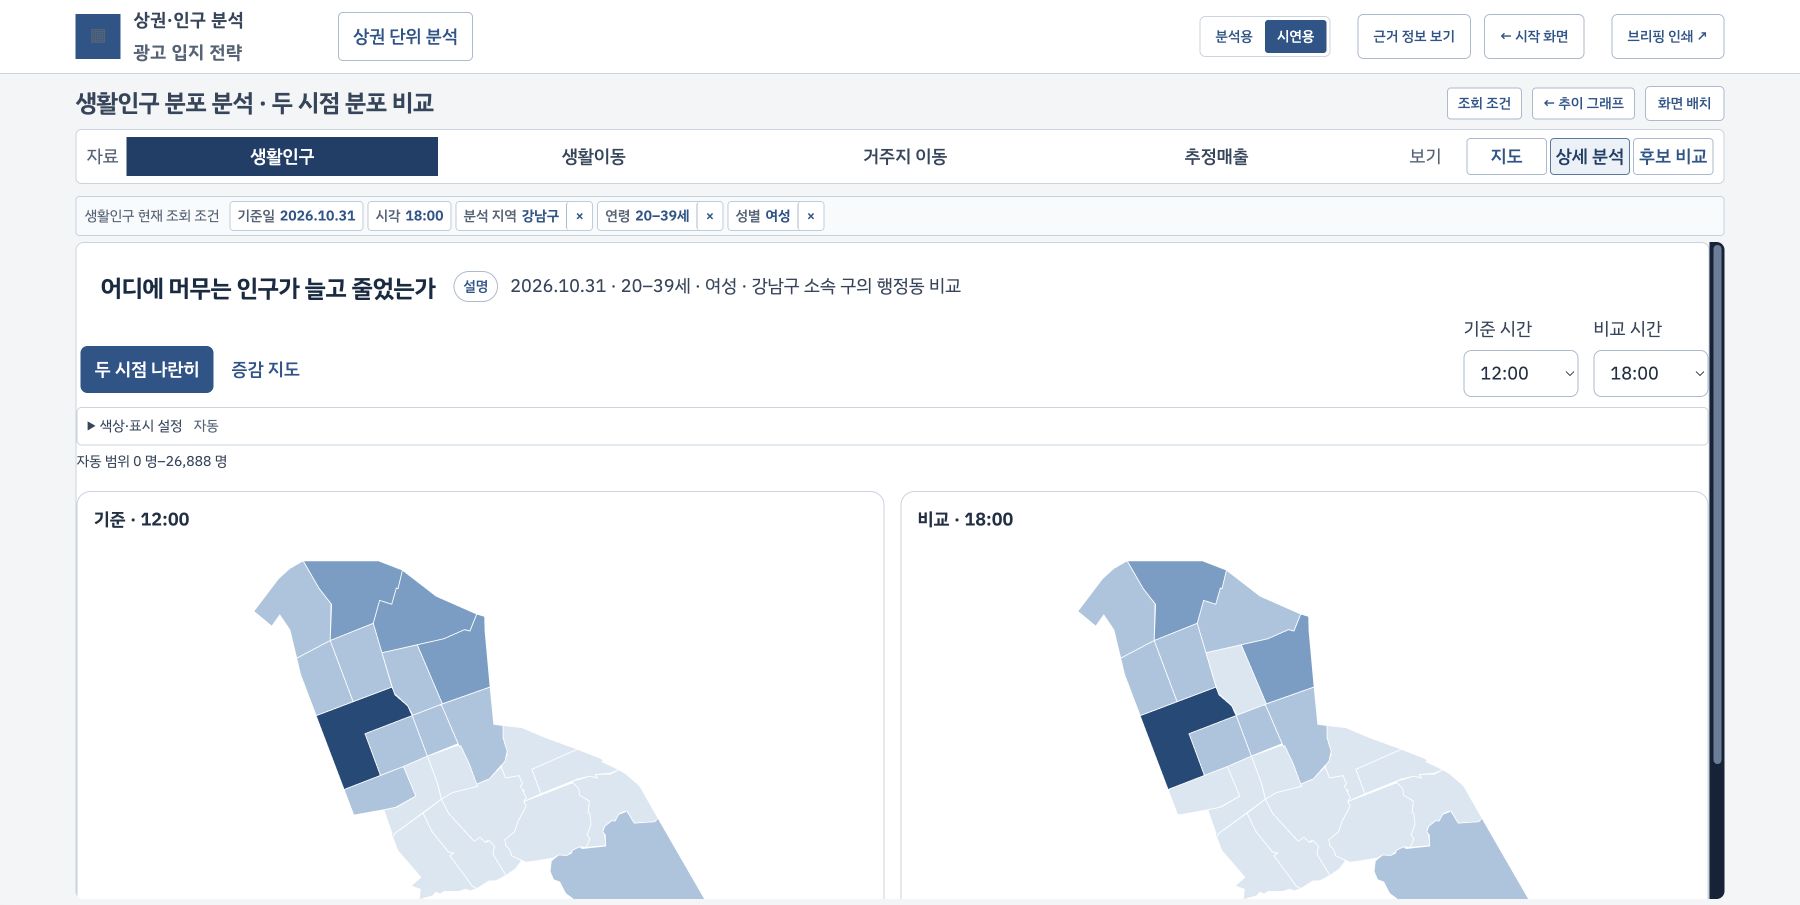 상권·인구 분석
광고 입지 전략
상권 단위 분석
분석용 시연용
근거 정보 보기
← 시작 화면
브리핑 인쇄 ↗
생활인구 분포 분석 · 두 시점 분포 비교
조회 조건
← 추이 그래프
화면 배치
자료 생활인구 생활이동 거주지 이동 추정매출 보기 지도 상세 분석 후보 비교
생활인구 현재 조회 조건 기준일 2026.10.31 시각 18:00 분석 지역 강남구 × 연령 20–39세 × 성별 여성 ×
어디에 머무는 인구가 늘고 줄었는가 설명 2026.10.31 · 20–39세 · 여성 · 강남구 소속 구의 행정동 비교
기준 시간 비교 시간
두 시점 나란히 증감 지도 12:00 18:00
▶ 색상·표시 설정 자동
자동 범위 0 명–26,888 명
기준 · 12:00
비교 · 18:00